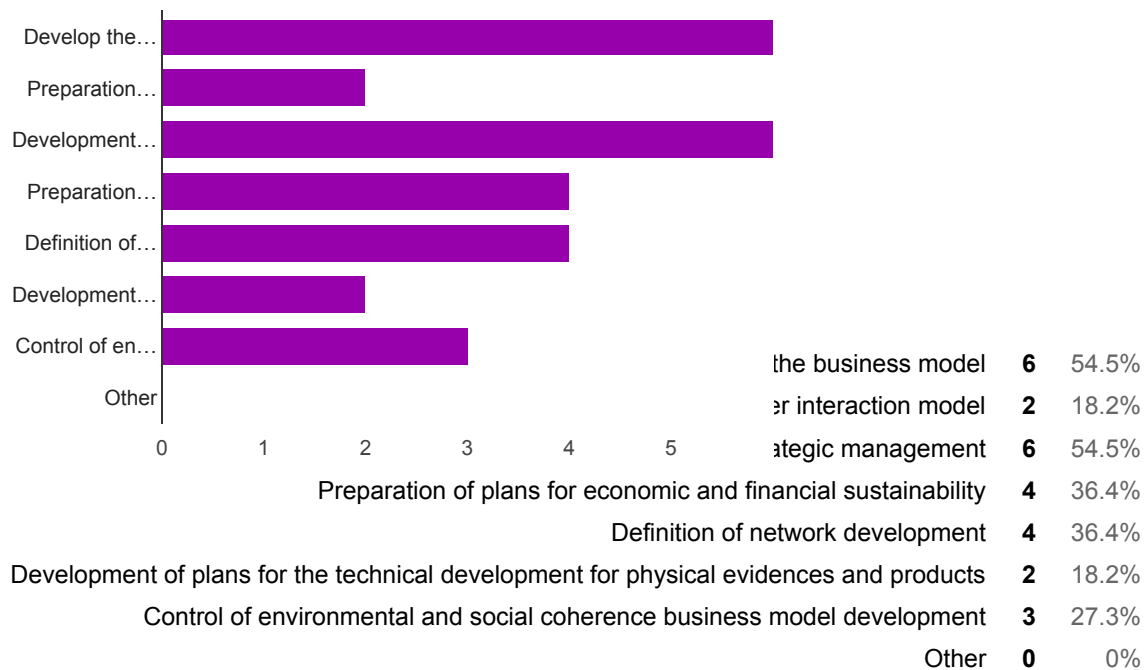 Develop the…
Preparation…
Development…
Preparation…
Definition of…
Development…
Control of en…
Other
0 1 2 3 4 5
the business model 6 54.5%
er interaction model 2 18.2%
ategic management 6 54.5%
Preparation of plans for economic and financial sustainability 4 36.4%
Definition of network development 4 36.4%
Development of plans for the technical development for physical evidences and products 2 18.2%
Control of environmental and social coherence business model development 3 27.3%
Other 0 0%